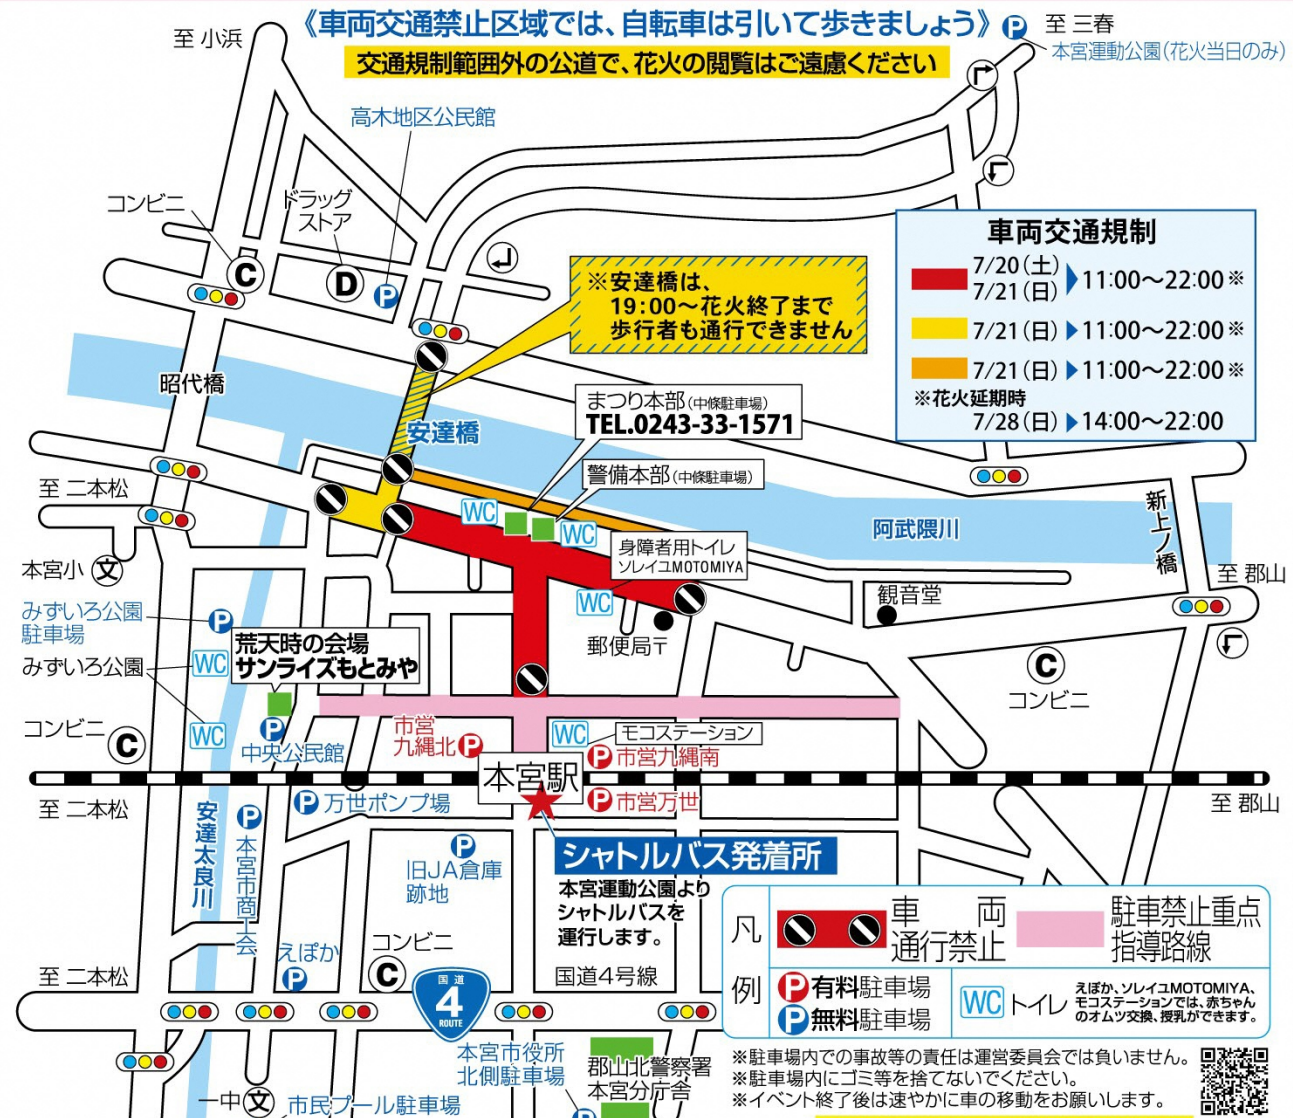 《車両交通禁止区域では、自転車は引いて歩きましょう》
交通規制範囲外の公道で、花火の閲覧はご遠慮ください
至 小浜
P
至 三春
本宮運動公園(花火当日のみ)
高木地区公民館
コンビニ
ドラッグ
ストア
C
D
P
※安達橋は、
19:00〜花火終了まで
歩行者も通行できません
車両交通規制
7/20(土)
7/21(日)
11:00〜22:00※
7/21(日)
11:00〜22:00※
7/21(日)
11:00〜22:00※
※花火延期時
7/28(日)
14:00〜22:00
昭代橋
安達橋
まつり本部(中條駐車場)
TEL.0243-33-1571
警備本部(中條駐車場)
WC
WC
身障者用トイレ
ソレイユMOTOMIYA
WC
阿武隈川
新上ノ橋
至 二本松
至 郡山
本宮小
文
みずいろ公園
駐車場
P
みずいろ公園
WC
WC
荒天時の会場
サンライズもとみや
郵便局〒
観音堂
C
コンビニ
コンビニ
C
P
中央公民館
市営
九縄北
P
WC
モコステーション
P
市営九縄南
本宮駅
至 二本松
至 郡山
P
万世ポンプ場
P
市営万世
シャトルバス発着所
本宮運動公園より
シャトルバスを
運行します。
安達太良川
P
本宮市商工会
P
旧JA倉庫
跡地
えぽか
P
コンビニ
C
至 二本松
国道
4
ROUTE
国道4号線
凡例
車両
通行禁止
駐車禁止重点
指導路線
P
有料駐車場
P
無料駐車場
WC
トイレ
えぽか、ソレイユMOTOMIYA、
モコステーションでは、赤ちゃん
のオムツ交換、授乳ができます。
本宮市役所
北側駐車場
P
郡山北警察署
本宮分庁舎
一中
文
市民プール駐車場
※駐車場内での事故等の責任は運営委員会では負いません。
※駐車場内にゴミ等を捨てないでください。
※イベント終了後は速やかに車の移動をお願いします。